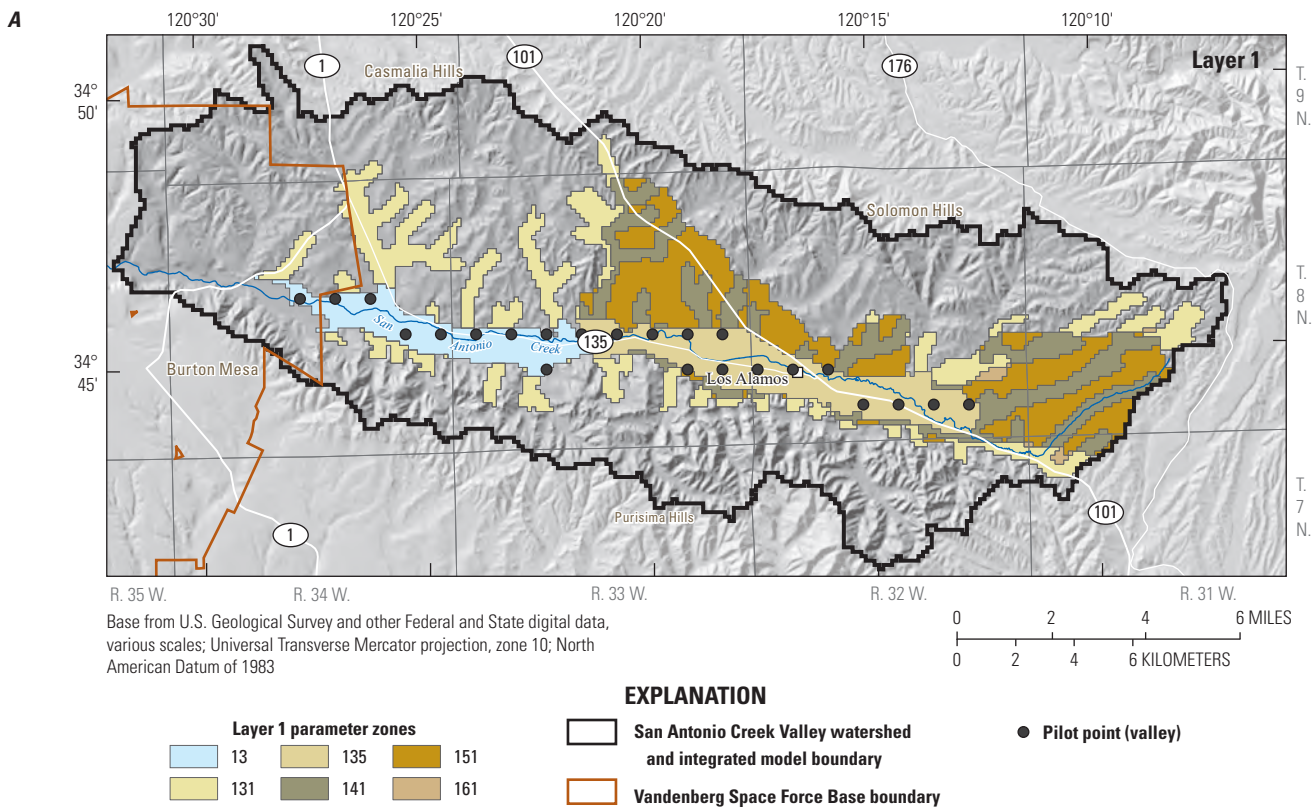 A
120°30'
120°25'
120°20'
120°15'
120°10'
Layer 1
34°
50'
34°
45'
1
101
176
Casmalia Hills
Solomon Hills
T.
9
N.
T.
8
N.
T.
7
N.
San
Antonio
Creek
135
Burton Mesa
Los Alamos
Purisima Hills
1
101
R. 35 W.
R. 34 W.
R. 33 W.
R. 32 W.
R. 31 W.
Base from U.S. Geological Survey and other Federal and State digital data,
various scales; Universal Transverse Mercator projection, zone 10; North
American Datum of 1983
0 2 4 6 MILES
0 2 4 6 KILOMETERS
EXPLANATION
Layer 1 parameter zones
13
135
151
131
141
161
San Antonio Creek Valley watershed
and integrated model boundary
Vandenberg Space Force Base boundary
Pilot point (valley)